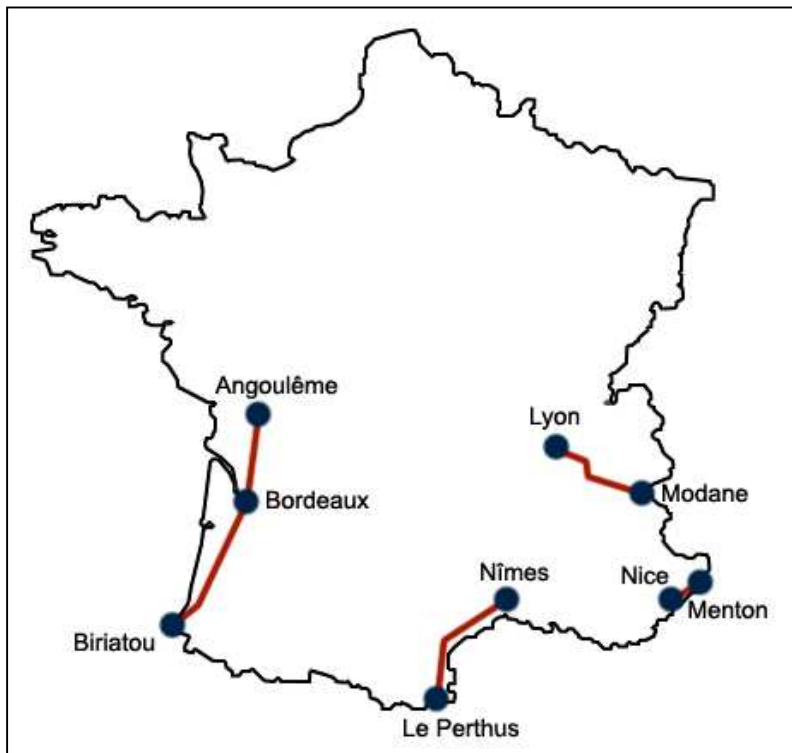 Angoulême
Lyon
Modane
Bordeaux
Nîmes
Nice
Menton
Biriatou
Le Perthus